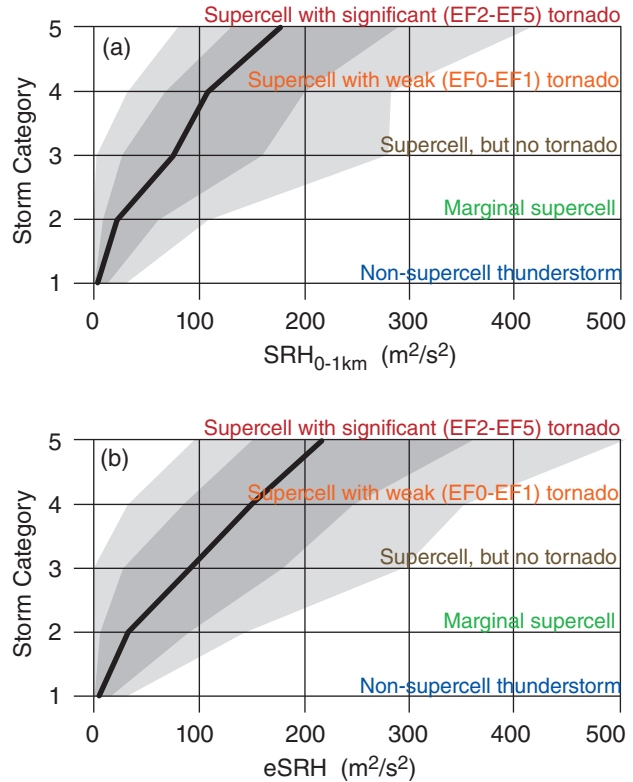 Supercell with significant (EF2-EF5) tornado
5
(a)
Supercell with weak (EF0-EF1) tornado
4
Supercell, but no tornado
3
Marginal supercell
2
Non-supercell thunderstorm
1
Storm Category
0 100 200 300 400 500
SRH0-1km (m²/s²)
Supercell with significant (EF2-EF5) tornado
5
(b)
Supercell with weak (EF0-EF1) tornado
4
Supercell, but no tornado
3
Marginal supercell
2
Non-supercell thunderstorm
1
Storm Category
0 100 200 300 400 500
eSRH (m²/s²)